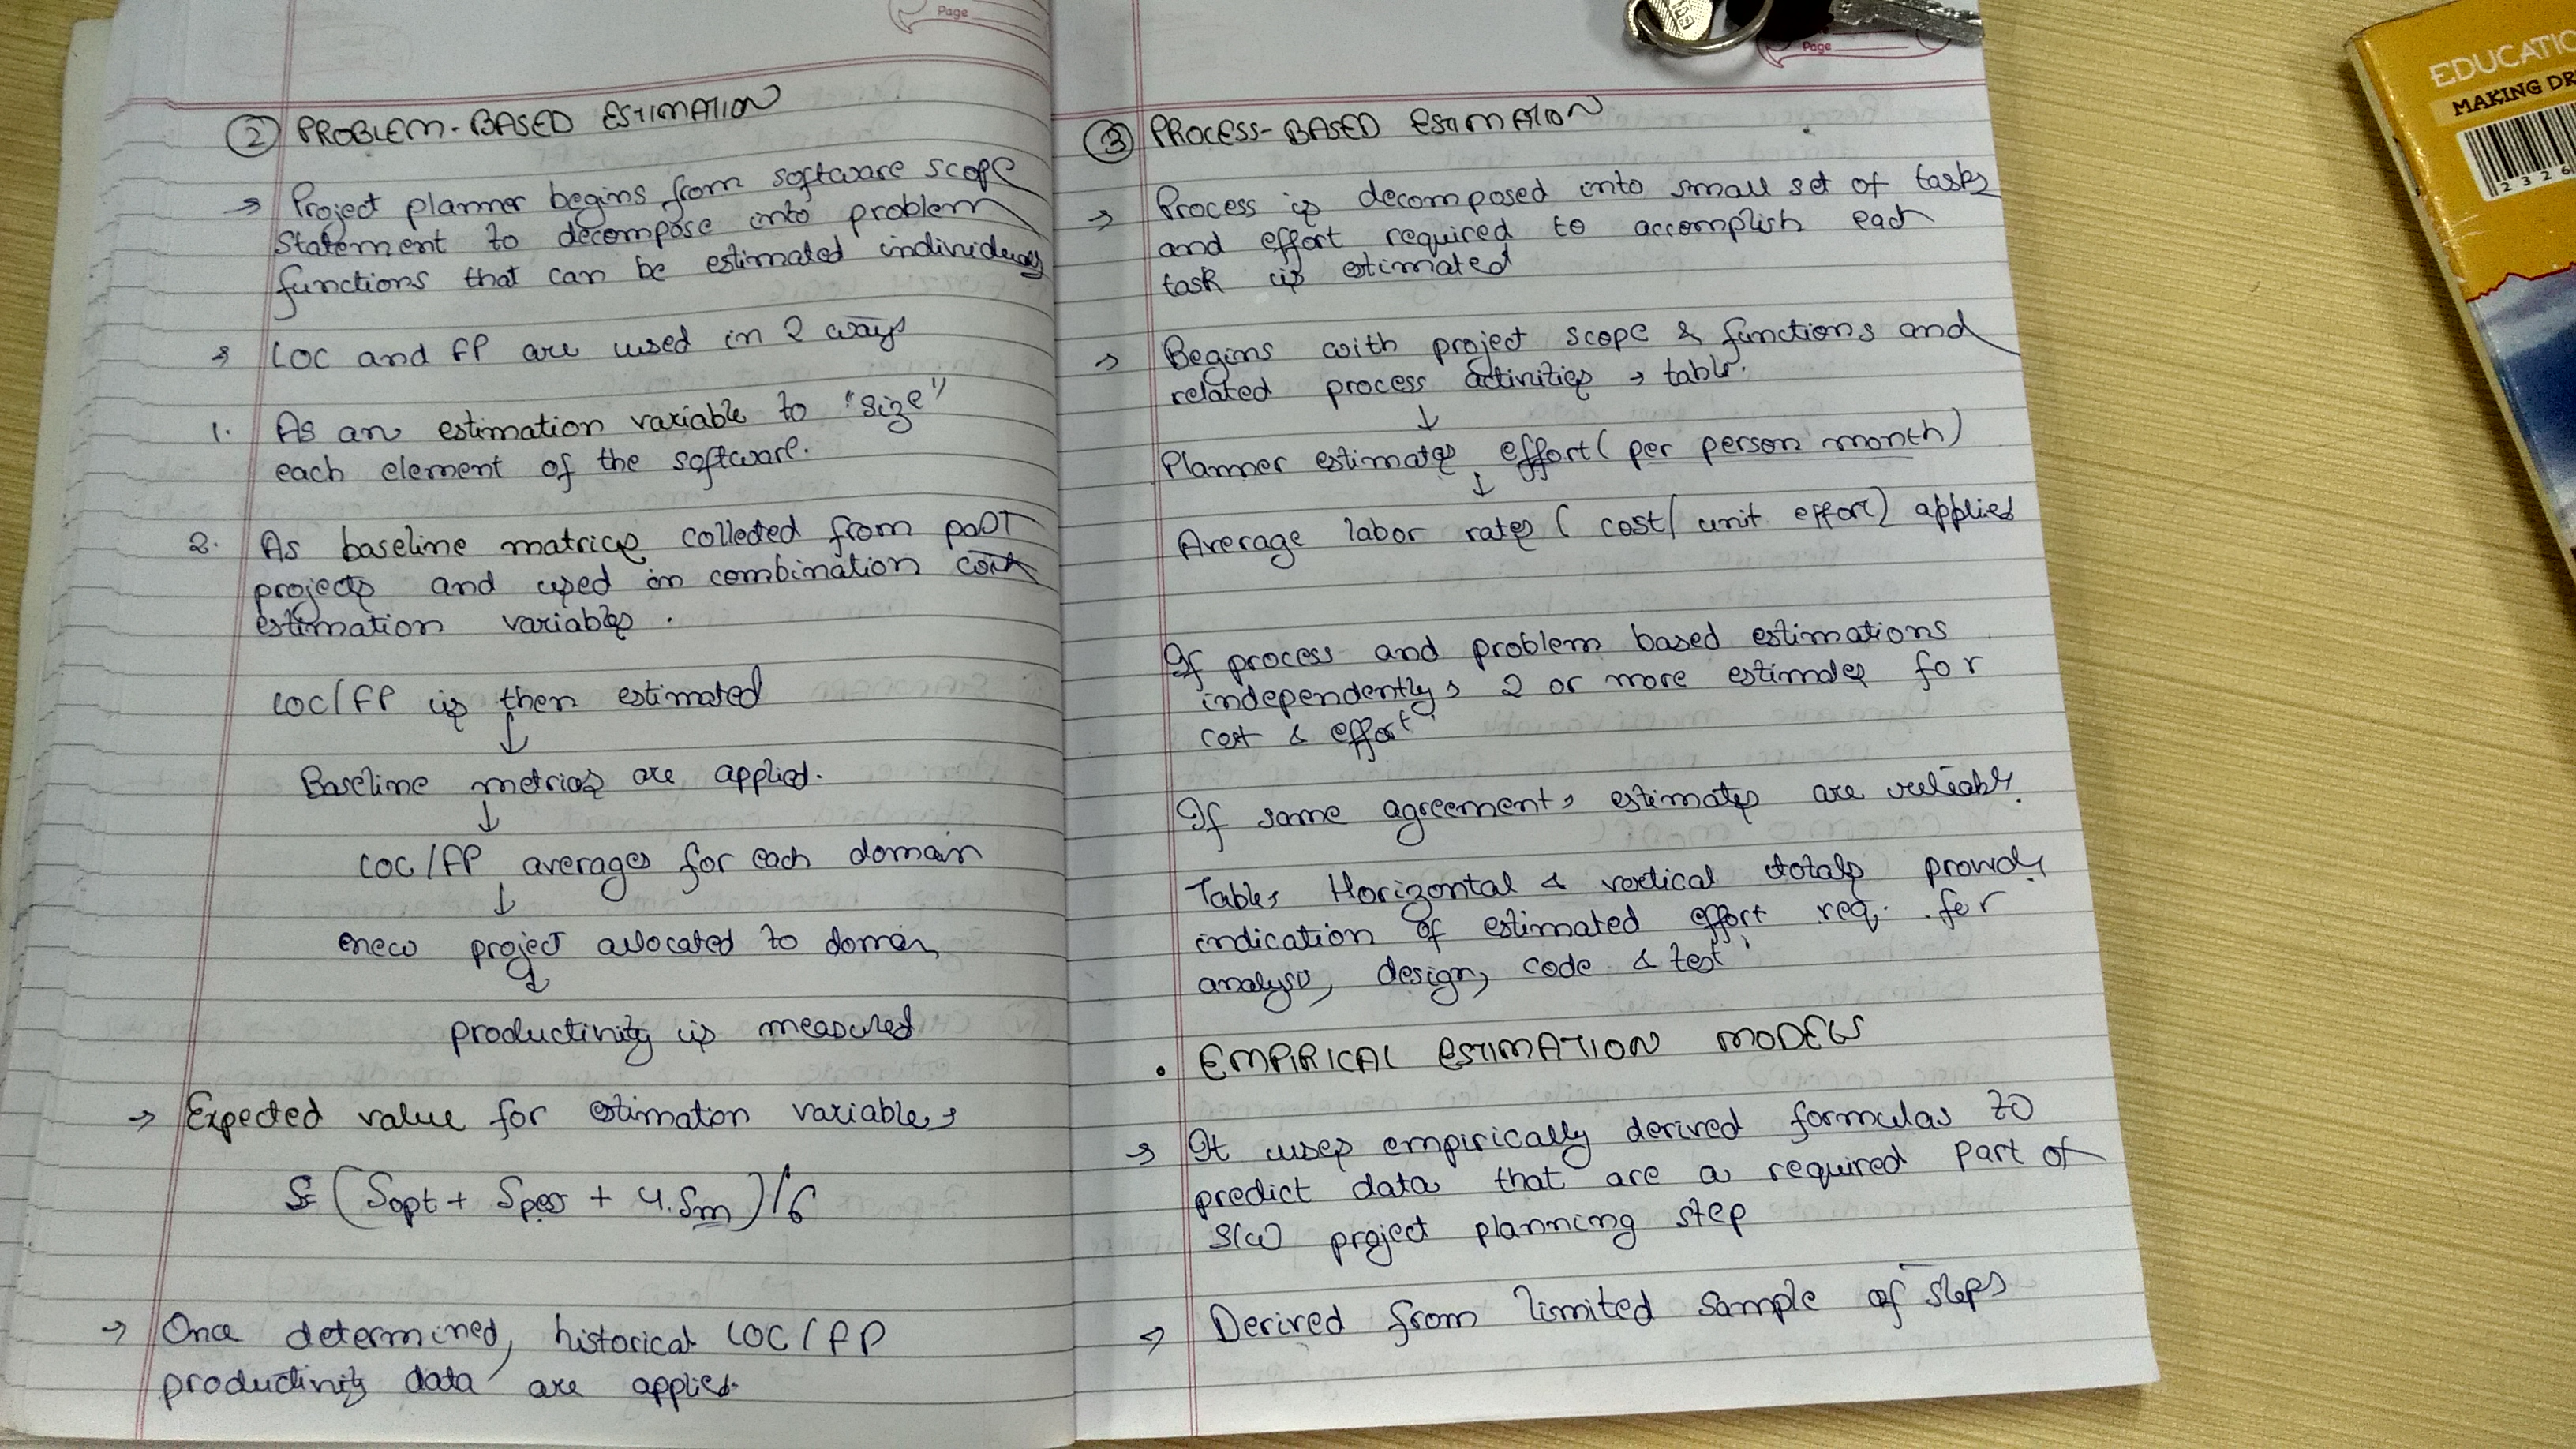 Page
② PROBLEM-BASED ESTIMATION
→ Project planner begins from software scope
statement to decompose into problem
functions that can be estimated individually
→ LOC and FP are used in 2 ways
1. As an estimation variable to "size"
each element of the software.
2. As baseline matrices collected from past
projects and used in combination with
estimation variables.
LOC/FP is then estimated
↓
Baseline metrics are applied.
↓
LOC/FP averages for each domain
↓
new project allocated to domain
↓
productivity is measured
→ Expected value for estimation variable,
S= (Sopt + Spes + 4.Sm)/6
→ Once determined, historical LOC/FP
productivity data are applied.
Page
③ PROCESS-BASED ESTIMATION
→ Process is decomposed into small set of tasks
and effort required to accomplish each
task is estimated
→ Begins with project scope & functions and
related process activities → table.
↓
Planner estimates effort (per person month)
↓
Average labor rates (cost/unit effort) applied
If process and problem based estimations
independently, 2 or more estimates for
cost & effort
If same agreement, estimates are reliable.
Tables Horizontal & vertical totals provide
indication of estimated effort req. for
analysis, design, code & test
• EMPIRICAL ESTIMATION MODELS
→ It uses empirically derived formulas to
predict data that are a required part of
S/W project planning step
→ Derived from limited sample of steps
EDUCATIO
MAKING DR
2 3 2 6